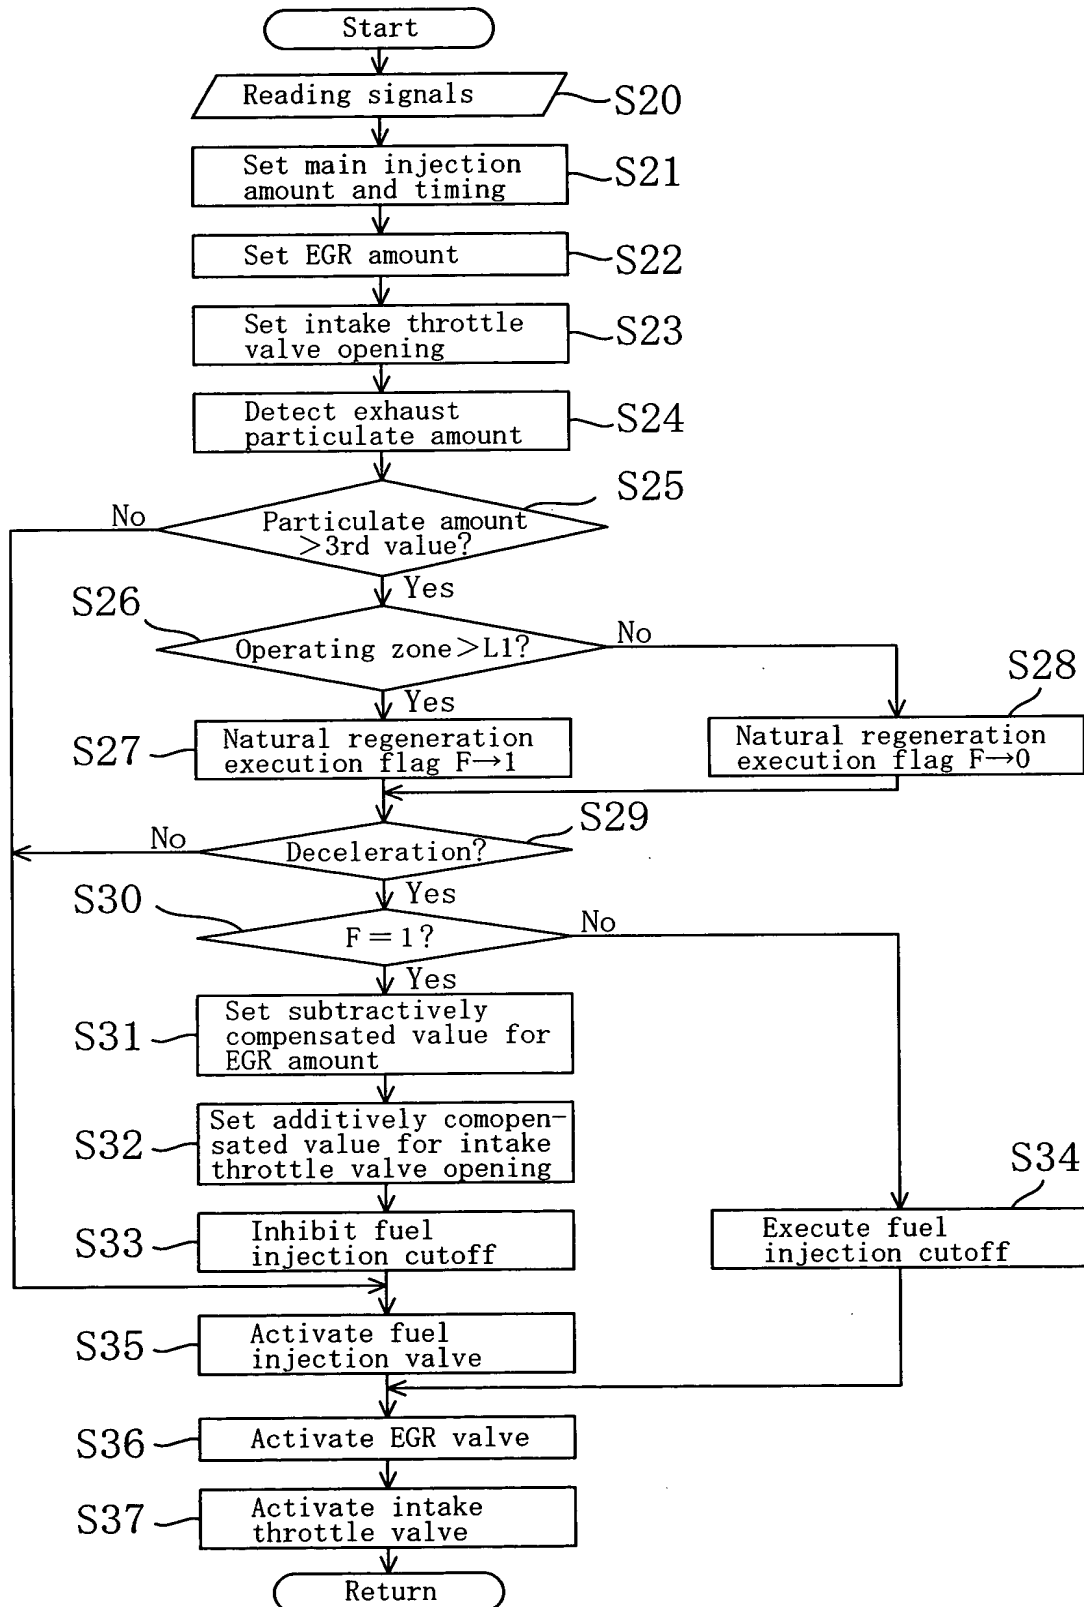 Start
Reading signals
S20
Set main injection
amount and timing
S21
Set EGR amount
S22
Set intake throttle
valve opening
S23
Detect exhaust
particulate amount
S24
S25
No
Particulate amount
>3rd value?
Yes
S26
Operating zone>L1?
No
Yes
S28
S27
Natural regeneration
execution flag F→1
Natural regeneration
execution flag F→0
S29
No
Deceleration?
Yes
S30
F=1?
No
Yes
S31
Set subtractively
compensated value for
EGR amount
S32
Set additively comopen-
sated value for intake
throttle valve opening
S34
S33
Inhibit fuel
injection cutoff
Execute fuel
injection cutoff
S35
Activate fuel
injection valve
S36
Activate EGR valve
S37
Activate intake
throttle valve
Return